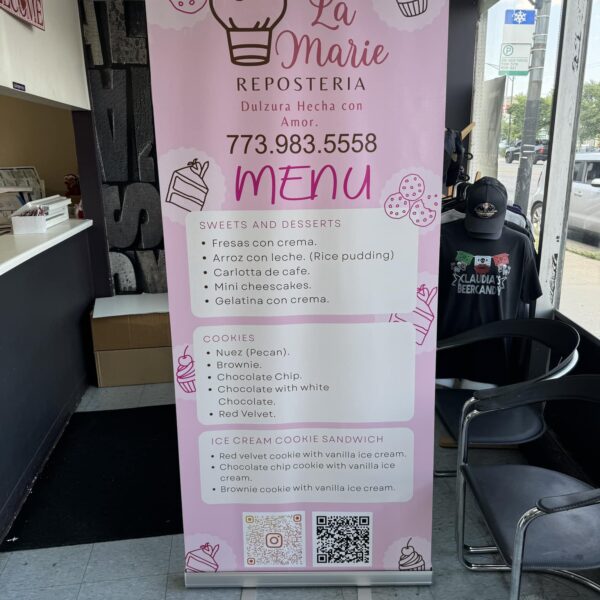 La
Marie
REPOSTERIA
Dulzura Hecha con
Amor.
773.983.5558
MENU
SWEETS AND DESSERTS
• Fresas con crema.
• Arroz con leche. (Rice pudding)
• Carlotta de cafe.
• Mini cheescakes.
• Gelatina con crema.
COOKIES
• Nuez (Pecan).
• Brownie.
• Chocolate Chip.
• Chocolate with white
Chocolate.
• Red Velvet.
ICE CREAM COOKIE SANDWICH
• Red velvet cookie with vanilla ice cream.
• Chocolate chip cookie with vanilla ice
cream.
• Brownie cookie with vanilla ice cream.
CLAUDIA'S
BEERCANDY